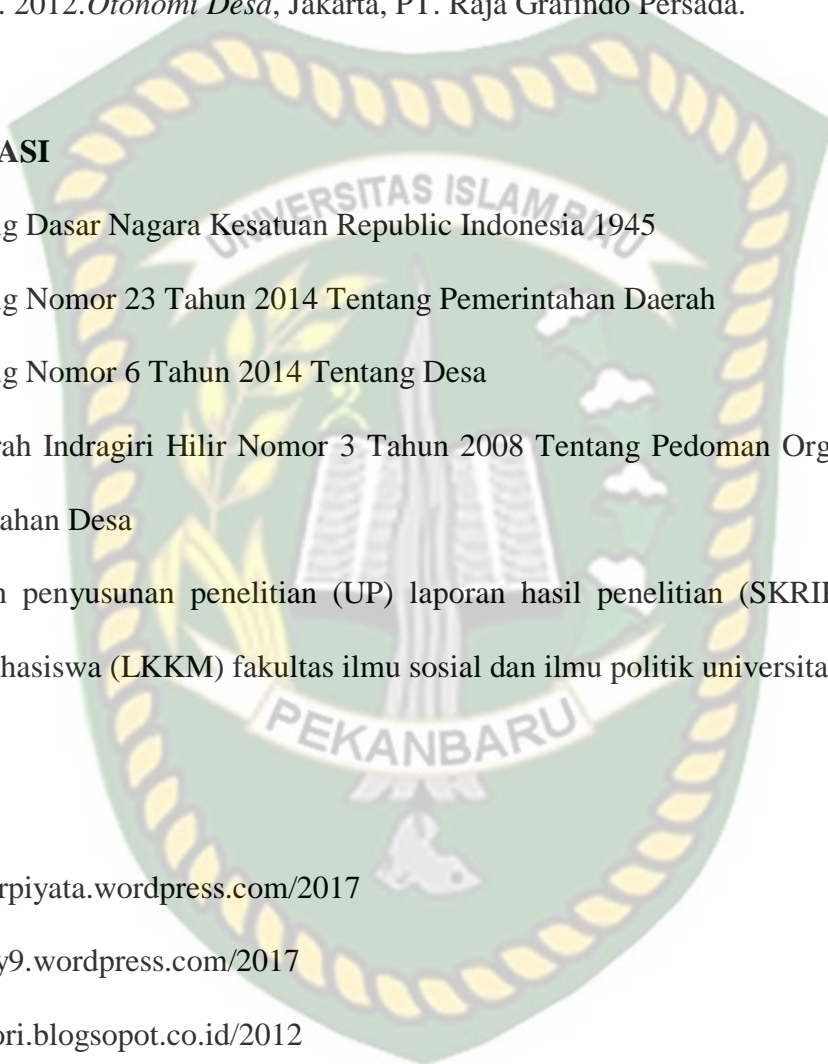 . 2012.Otonomi Desa, Jakarta, PT. Raja Grafindo Persada.
ASI
UNIVERSITAS ISLAM RIAU
g Dasar Nagara Kesatuan Republic Indonesia 1945
g Nomor 23 Tahun 2014 Tentang Pemerintahan Daerah
g Nomor 6 Tahun 2014 Tentang Desa
rah Indragiri Hilir Nomor 3 Tahun 2008 Tentang Pedoman Org
ahan Desa
n penyusunan penelitian (UP) laporan hasil penelitian (SKRIP
ahasiswa (LKKM) fakultas ilmu sosial dan ilmu politik universita
PEKANBARU
rpiyata.wordpress.com/2017
y9.wordpress.com/2017
ori.blogsopot.co.id/2012